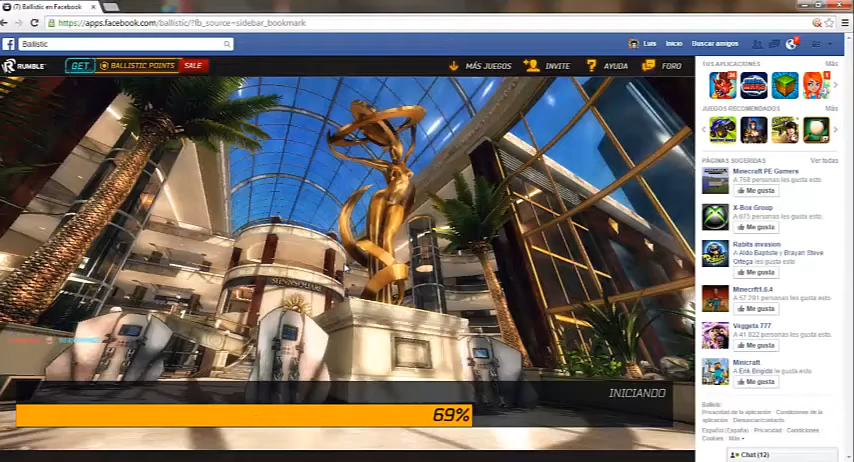 (7) Ballistic en Facebook
https://apps.facebook.com/ballistic/?fb_source=sidebar_bookmark
Ballistic
Luis Inicio Buscar amigos
RUMBLE GET BALLISTIC POINTS SALE MÁS JUEGOS INVITE AYUDA FORO
TUS APLICACIONES Más
JUEGOS RECOMENDADOS Más
PÁGINAS SUGERIDAS Ver todas
Minecraft PE Gamers
A 768 personas les gusta esto.
Me gusta
X-Box Group
A 675 personas les gusta esto.
Me gusta
Rabits invasion
A Aldo Baptiste y Brayan Steve
Ortega les gusta esto.
Me gusta
Minecrift1.6.4
A 57 291 personas les gusta esto.
Me gusta
Veggeta 777
A 41 822 personas les gusta esto.
Me gusta
Minicraft
A Erik Brigido le gusta esto.
Me gusta
INICIANDO
69%
Ballistic
Privacidad de la aplicación · Condiciones de la
aplicación · Denunciar/contacto
Español (España) · Privacidad · Condiciones
Cookies · Más
Chat (12)